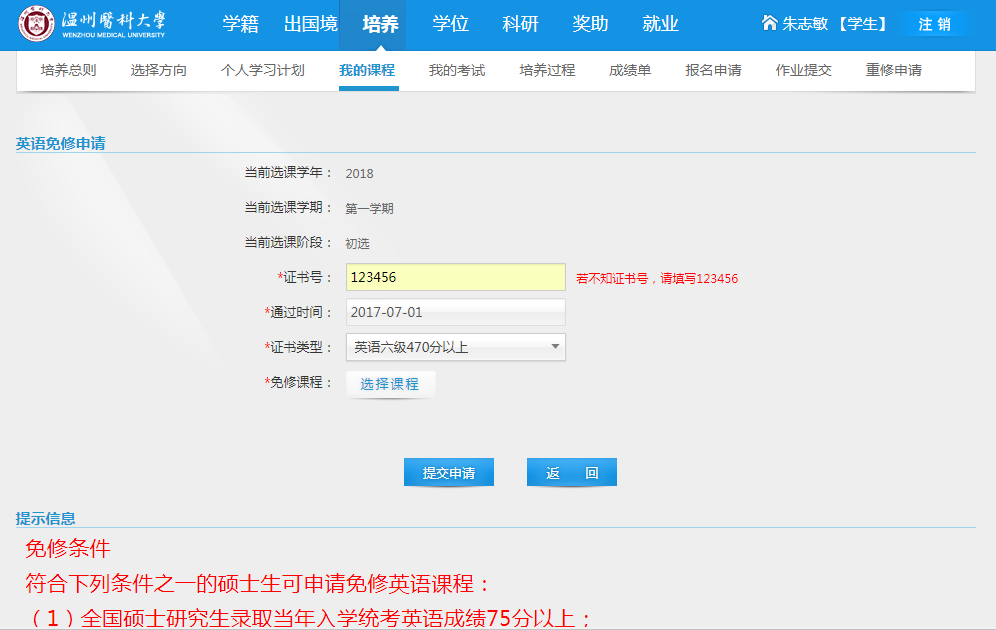 温州醫科大學
WENZHOU MEDICAL UNIVERSITY
学籍 出国境 培养 学位 科研 奖助 就业
朱志敏 【学生】 注 销
培养总则 选择方向 个人学习计划 我的课程 我的考试 培养过程 成绩单 报名申请 作业提交 重修申请
英语免修申请
当前选课学年： 2018
当前选课学期： 第一学期
当前选课阶段： 初选
*证书号： 123456 若不知证书号，请填写123456
*通过时间： 2017-07-01
*证书类型： 英语六级470分以上
*免修课程： 选择课程
提交申请 返 回
提示信息
免修条件
符合下列条件之一的硕士生可申请免修英语课程：
（1）全国硕士研究生录取当年入学统考英语成绩75分以上；